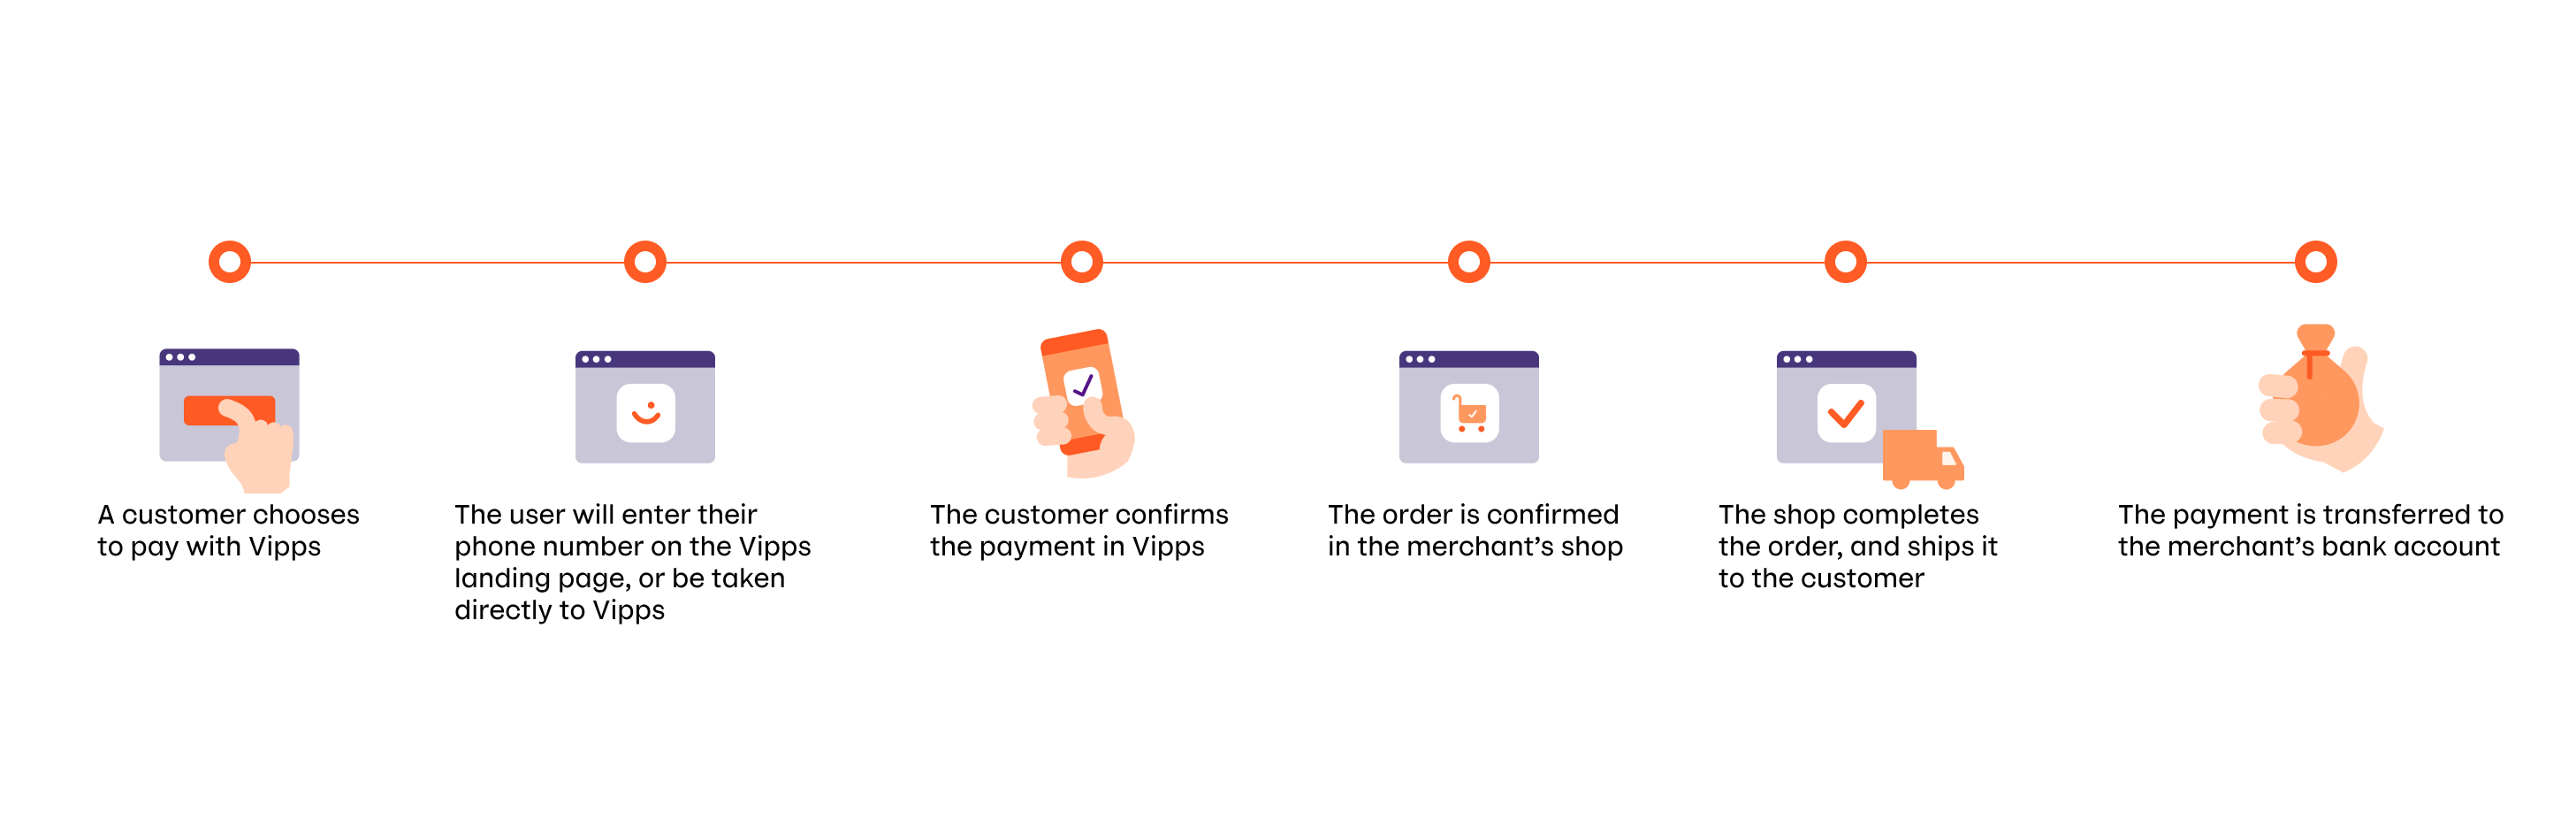 A customer chooses
to pay with Vipps
The user will enter their
phone number on the Vipps
landing page, or be taken
directly to Vipps
The customer confirms
the payment in Vipps
The order is confirmed
in the merchant’s shop
The shop completes
the order, and ships it
to the customer
The payment is transferred to
the merchant’s bank account